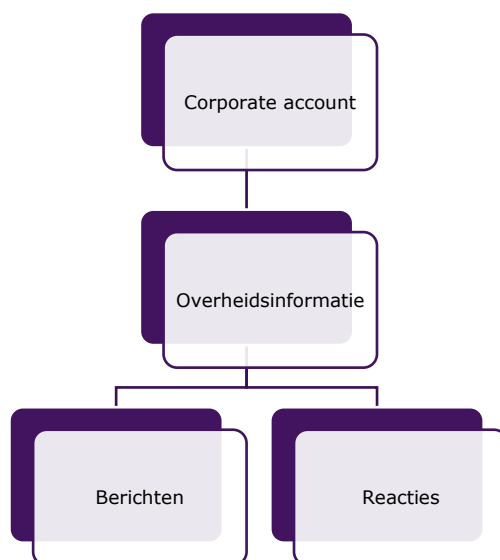 Corporate account
Overheidsinformatie
Berichten
Reacties